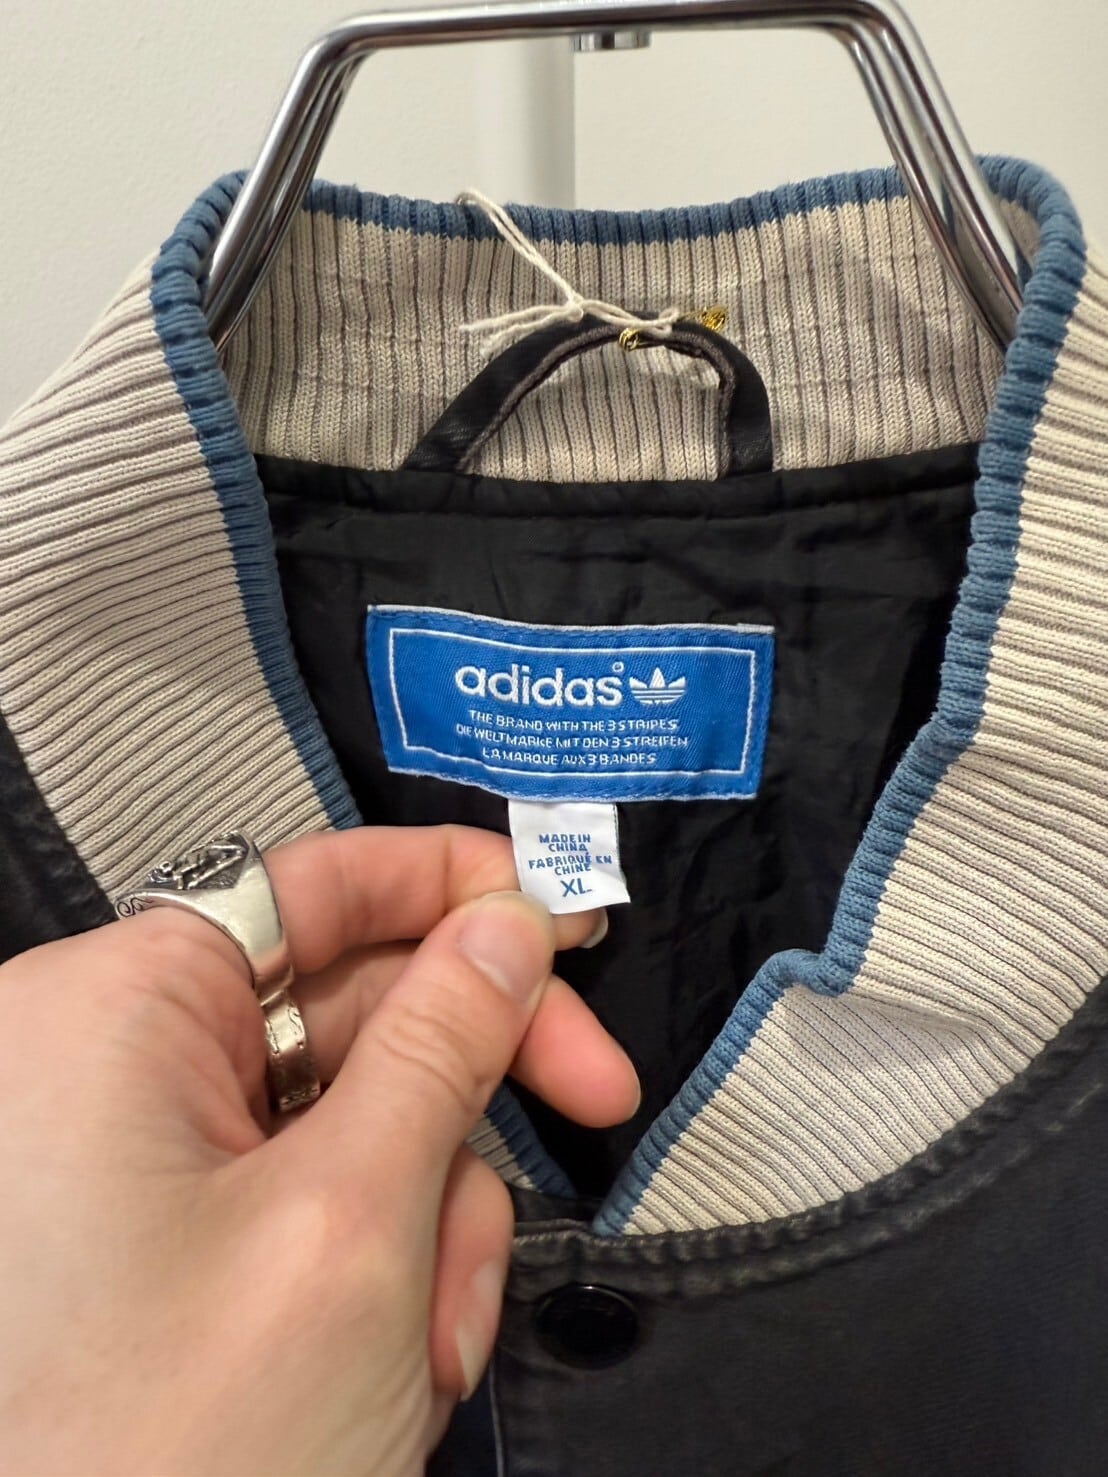 adidas
THE BRAND WITH THE 3 STRIPES
DIE WELTMARKE MIT DEN 3 STREIFEN
LA MARQUE AUX 3 BANDES
MADE IN
CHINA
FABRIQUÉ EN
CHINE
XL